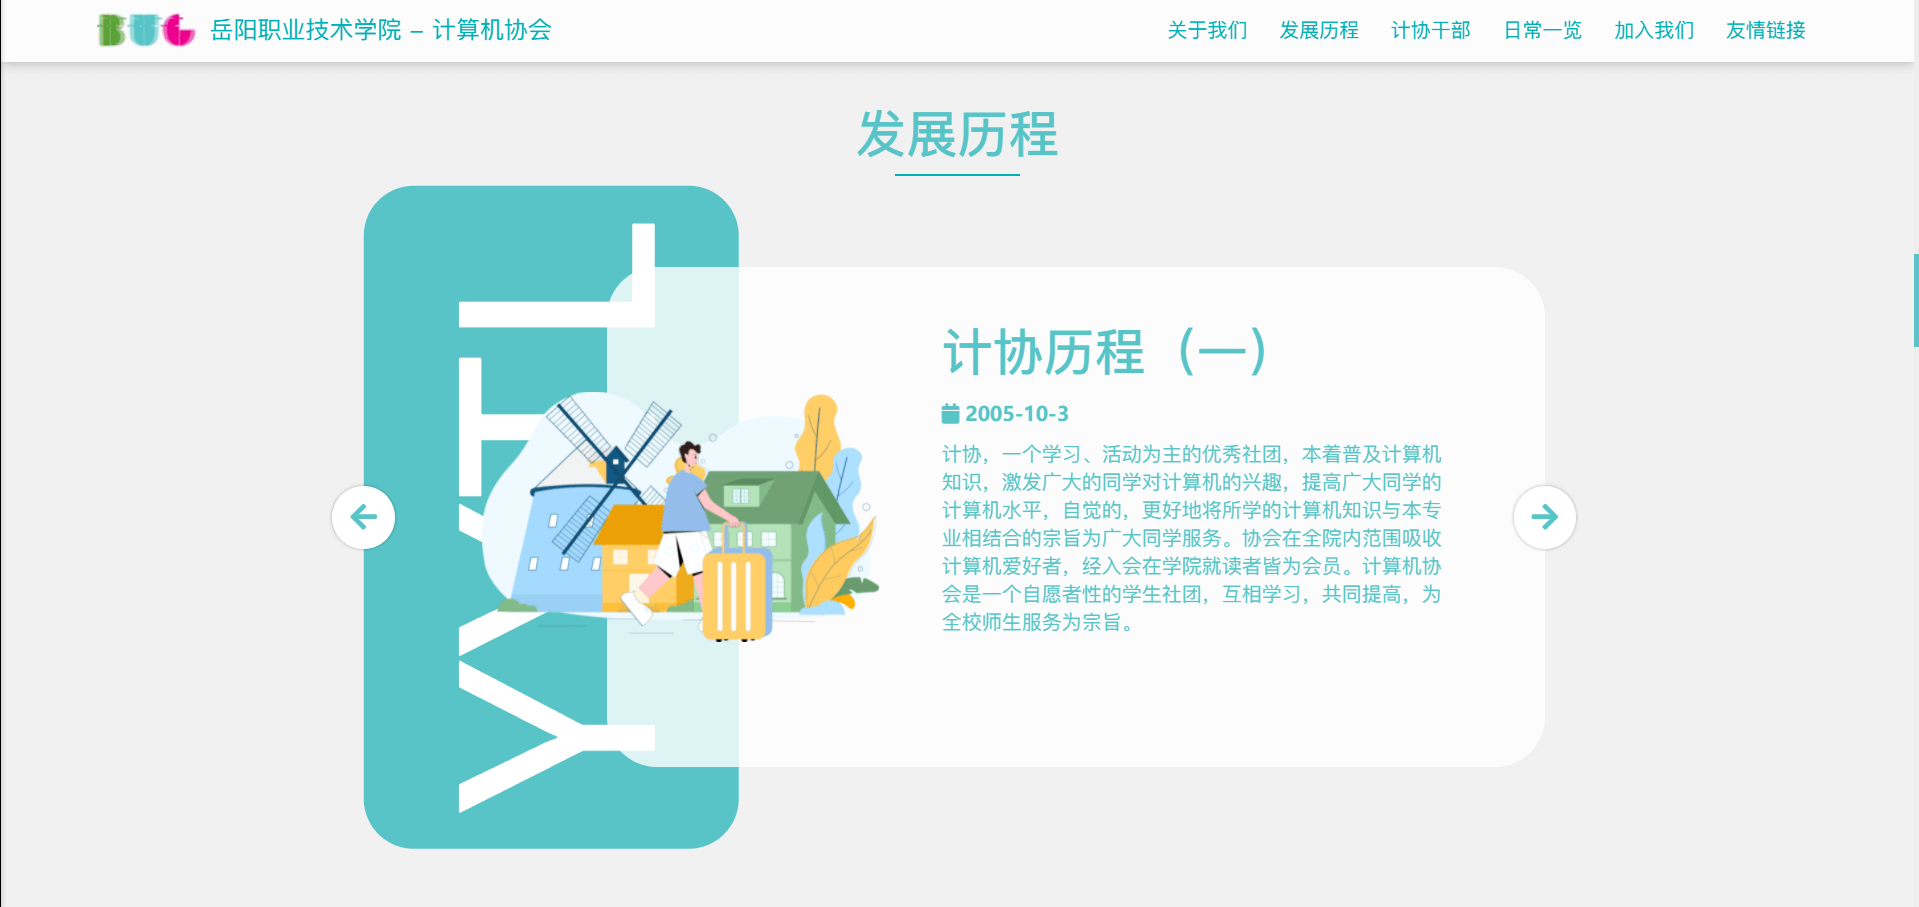 BUG 岳阳职业技术学院 – 计算机协会
关于我们 发展历程 计协干部 日常一览 加入我们 友情链接
发展历程
计协历程（一）
2005-10-3
计协，一个学习、活动为主的优秀社团，本着普及计算机
知识，激发广大的同学对计算机的兴趣，提高广大同学的
计算机水平，自觉的，更好地将所学的计算机知识与本专
业相结合的宗旨为广大同学服务。协会在全院内范围吸收
计算机爱好者，经入会在学院就读者皆为会员。计算机协
会是一个自愿者性的学生社团，互相学习，共同提高，为
全校师生服务为宗旨。